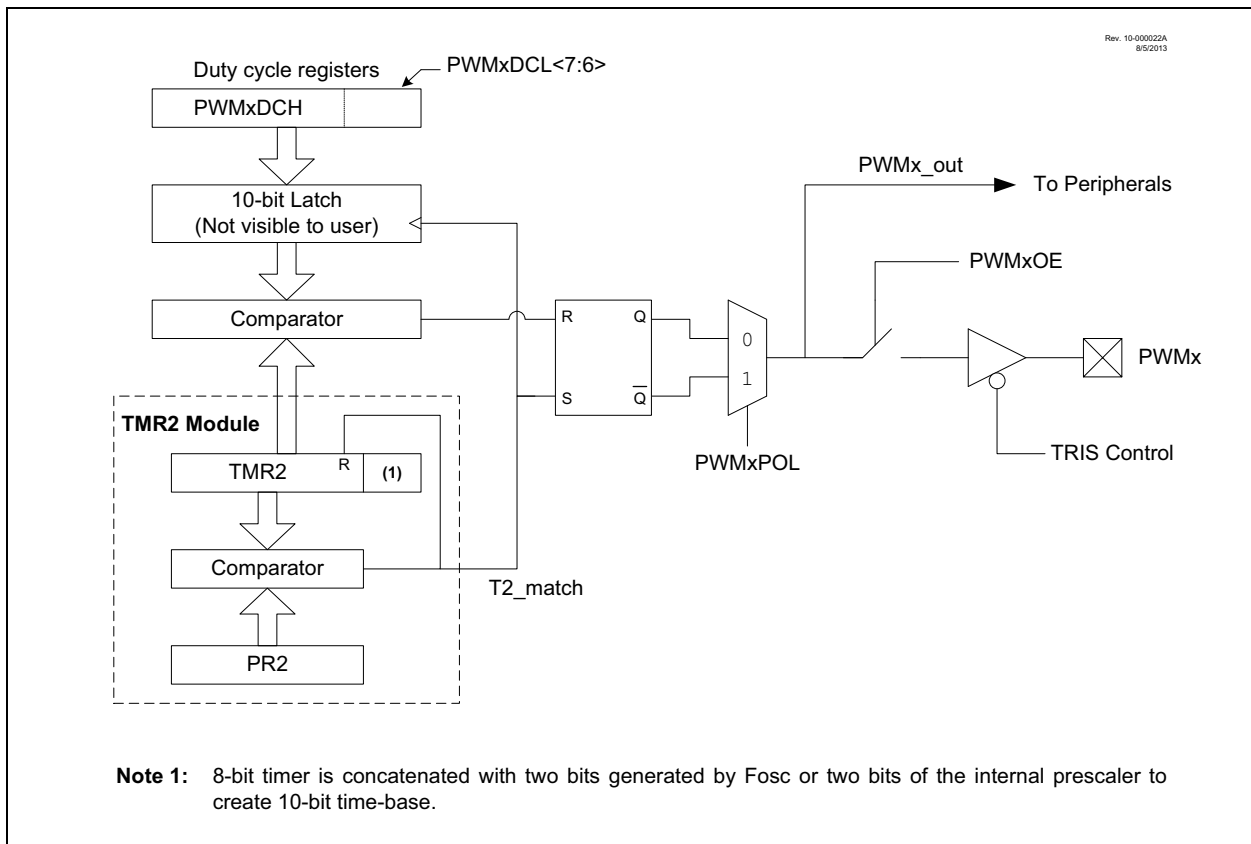 Rev. 10-000022A
8/5/2013
Duty cycle registers
PWMxDCL<7:6>
PWMxDCH
10-bit Latch
(Not visible to user)
Comparator
PWMx_out
To Peripherals
PWMxOE
R
Q
0
S
Q̅
1
PWMx
PWMxPOL
TRIS Control
TMR2 Module
R
TMR2
(1)
Comparator
T2_match
PR2
Note 1: 8-bit timer is concatenated with two bits generated by Fosc or two bits of the internal prescaler to
create 10-bit time-base.